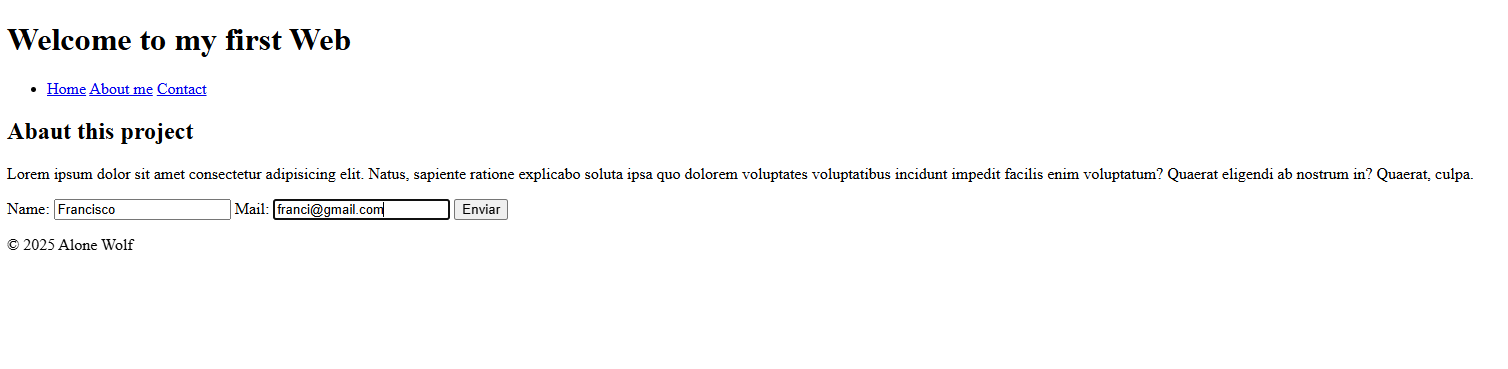 Welcome to my first Web
Home About me Contact
Abaut this project
Lorem ipsum dolor sit amet consectetur adipisicing elit. Natus, sapiente ratione explicabo soluta ipsa quo dolorem voluptates voluptatibus incidunt impedit facilis enim voluptatum? Quaerat eligendi ab nostrum in? Quaerat, culpa.
Name: Francisco Mail: franci@gmail.com Enviar
© 2025 Alone Wolf